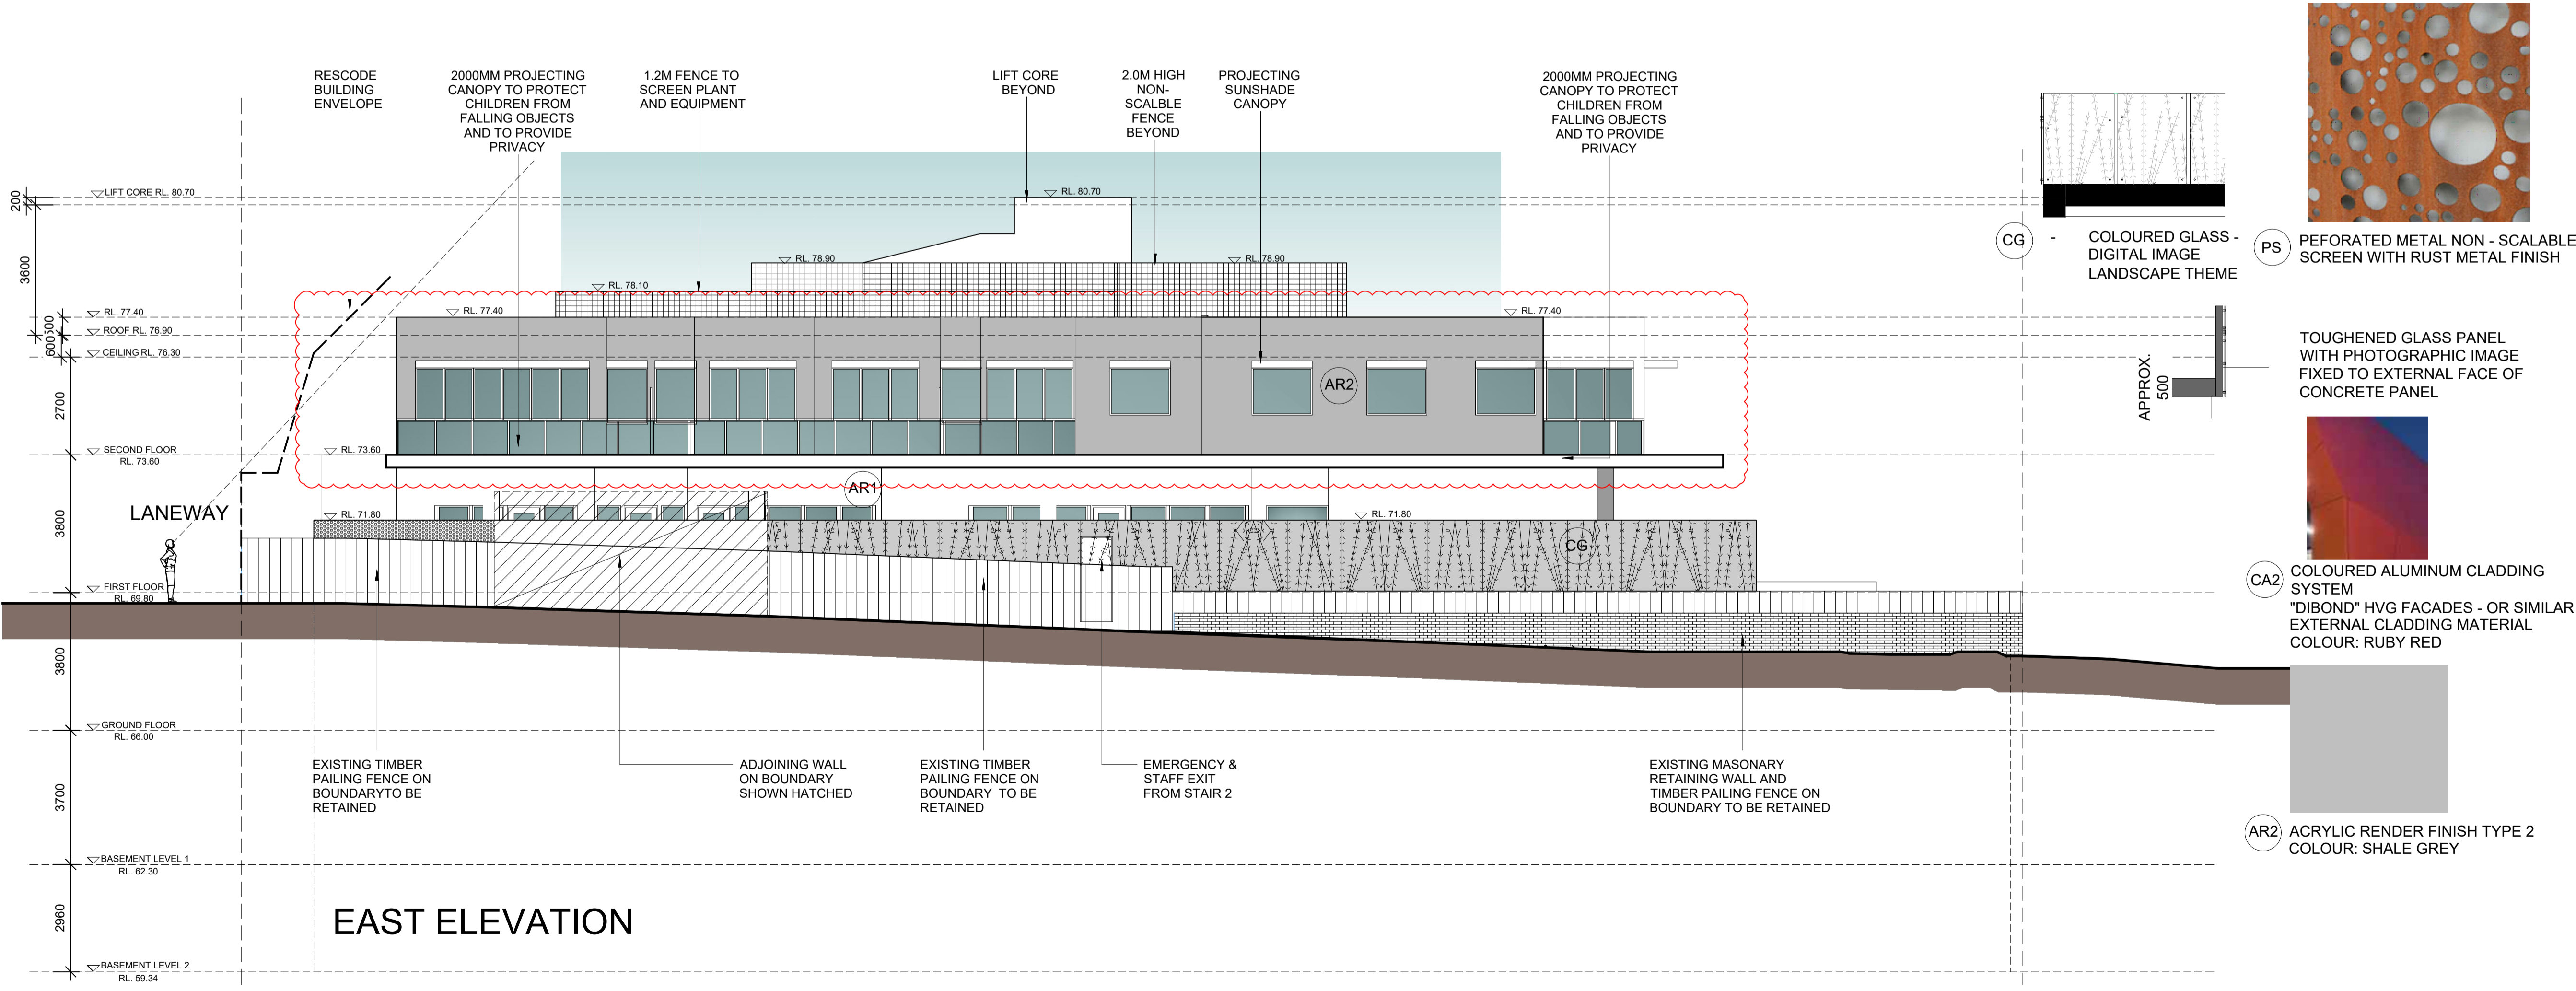 RESCODE
BUILDING
ENVELOPE
2000MM PROJECTING
CANOPY TO PROTECT
CHILDREN FROM
FALLING OBJECTS
AND TO PROVIDE
PRIVACY
1.2M FENCE TO
SCREEN PLANT
AND EQUIPMENT
LIFT CORE
BEYOND
2.0M HIGH
NON-
SCALBLE
FENCE
BEYOND
PROJECTING
SUNSHADE
CANOPY
2000MM PROJECTING
CANOPY TO PROTECT
CHILDREN FROM
FALLING OBJECTS
AND TO PROVIDE
PRIVACY
LIFT CORE RL. 80.70
RL. 80.70
200
3600
RL. 78.90
RL. 78.90
RL. 78.10
RL. 77.40
RL. 77.40
RL. 77.40
500
ROOF RL. 76.90
600
CEILING RL. 76.30
2700
AR2
SECOND FLOOR
RL. 73.60
RL. 73.60
AR1
LANEWAY
RL. 71.80
RL. 71.80
3800
CG
FIRST FLOOR
RL. 69.80
3800
GROUND FLOOR
RL. 66.00
3700
EXISTING TIMBER
PAILING FENCE ON
BOUNDARYTO BE
RETAINED
ADJOINING WALL
ON BOUNDARY
SHOWN HATCHED
EXISTING TIMBER
PAILING FENCE ON
BOUNDARY TO BE
RETAINED
EMERGENCY &
STAFF EXIT
FROM STAIR 2
EXISTING MASONARY
RETAINING WALL AND
TIMBER PAILING FENCE ON
BOUNDARY TO BE RETAINED
BASEMENT LEVEL 1
RL. 62.30
2960
BASEMENT LEVEL 2
RL. 59.34
EAST ELEVATION
CG - COLOURED GLASS -
DIGITAL IMAGE
LANDSCAPE THEME
PS PEFORATED METAL NON - SCALABLE
SCREEN WITH RUST METAL FINISH
APPROX.
500
TOUGHENED GLASS PANEL
WITH PHOTOGRAPHIC IMAGE
FIXED TO EXTERNAL FACE OF
CONCRETE PANEL
CA2 COLOURED ALUMINUM CLADDING
SYSTEM
"DIBOND" HVG FACADES - OR SIMILAR
EXTERNAL CLADDING MATERIAL
COLOUR: RUBY RED
AR2 ACRYLIC RENDER FINISH TYPE 2
COLOUR: SHALE GREY